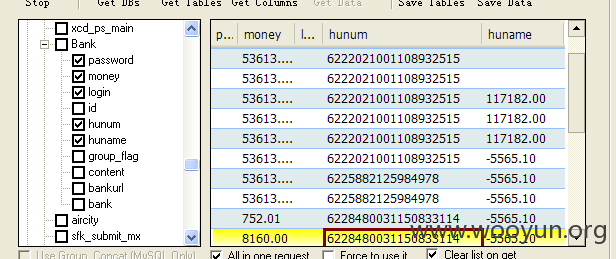 Stop Get DBs Get Tables Get Columns Get Data Save Tables Save Data
xcd_ps_main
Bank
password
money
login
id
hunum
huname
group_flag
content
bankurl
bank
aircity
sfk_submit_mx
p... money l... hunum huname
53613.... 6222021001108932515
53613.... 6222021001108932515
53613.... 6222021001108932515 117182.00
53613.... 6222021001108932515 117182.00
53613.... 6222021001108932515 117182.00
53613.... 6222021001108932515 -5565.10
53613.... 6225882125984978 -5565.10
53613.... 6225882125984978 -5565.10
752.01 6228480031150833114 -5565.10
8160.00 6228480031150833114 -5565.10
www.wooyun.org
Use Group_Concat (MySQL Only) All in one request Force to use it Clear list on get